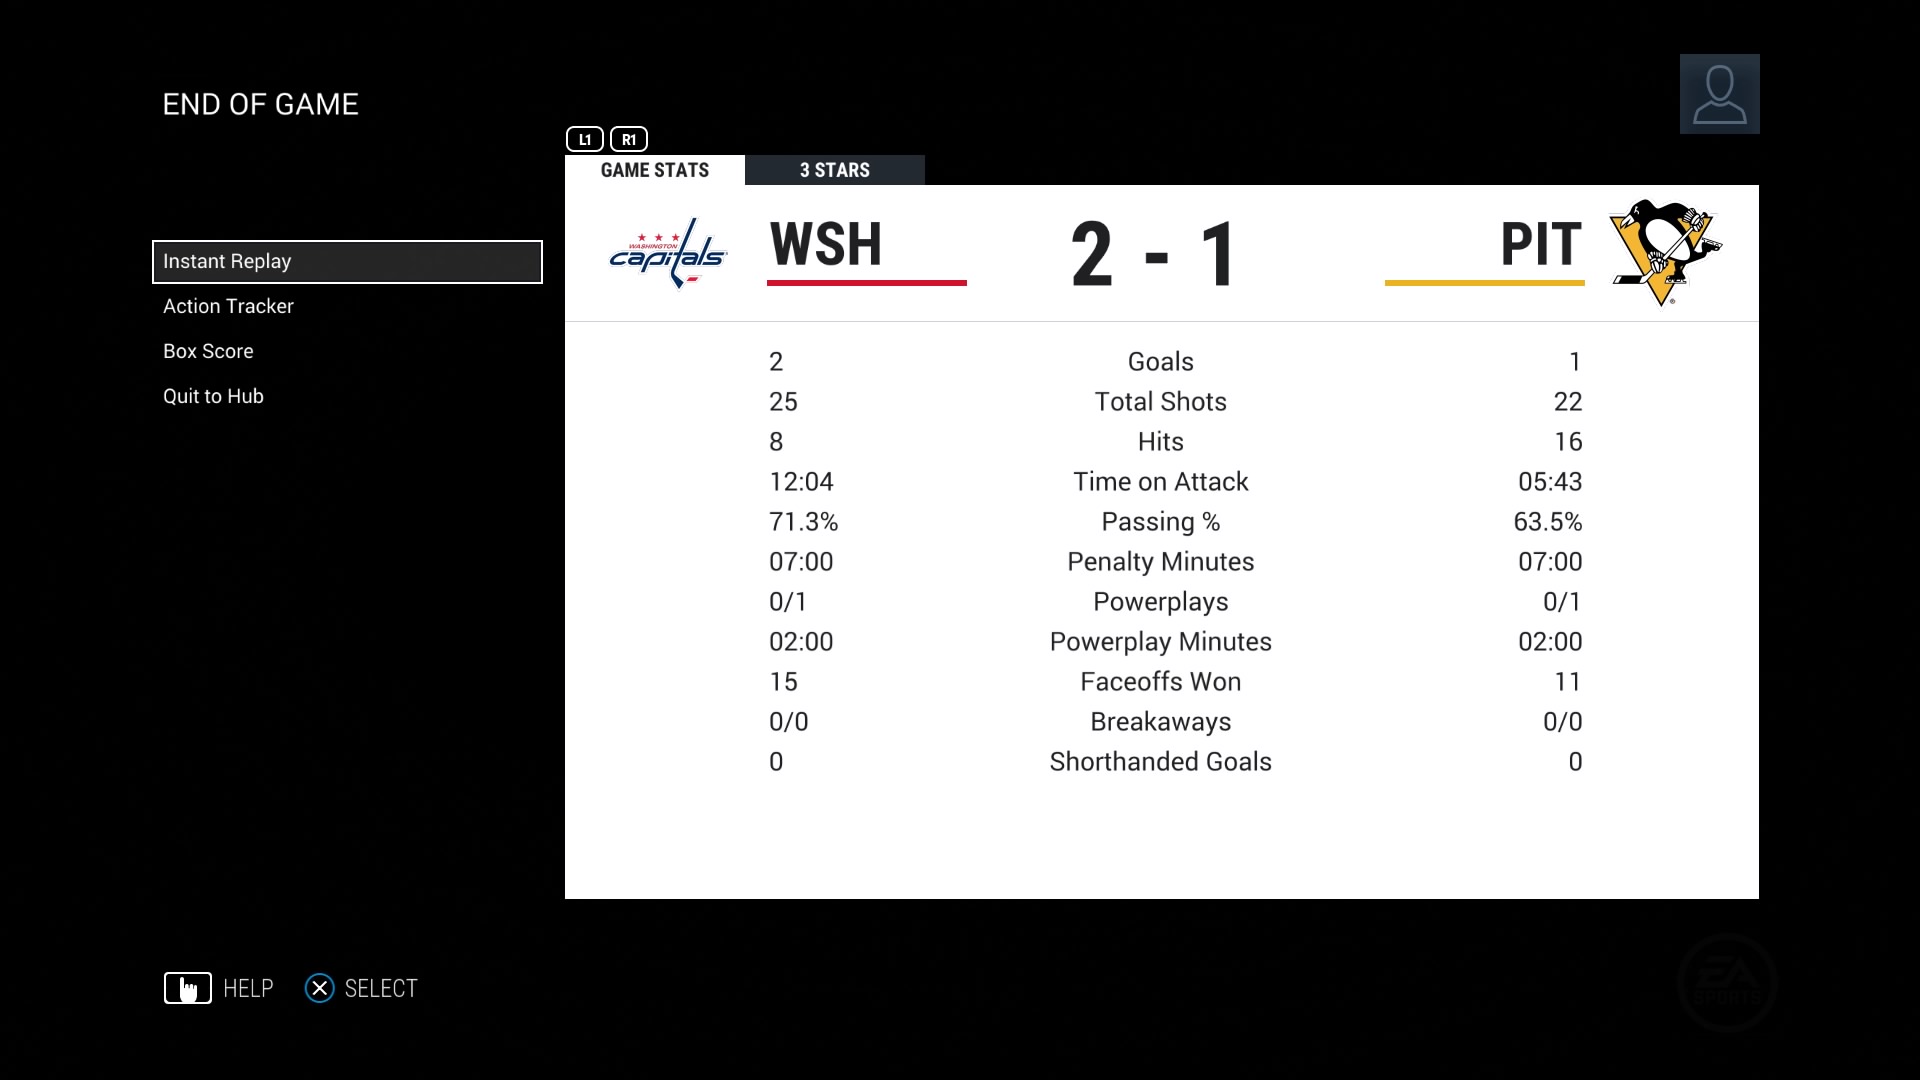 END OF GAME
L1 R1
GAME STATS 3 STARS
WASHINGTON capitals
WSH 2 - 1 PIT
Instant Replay
Action Tracker
Box Score
Quit to Hub
2 Goals 1
25 Total Shots 22
8 Hits 16
12:04 Time on Attack 05:43
71.3% Passing % 63.5%
07:00 Penalty Minutes 07:00
0/1 Powerplays 0/1
02:00 Powerplay Minutes 02:00
15 Faceoffs Won 11
0/0 Breakaways 0/0
0 Shorthanded Goals 0
HELP SELECT
EA SPORTS